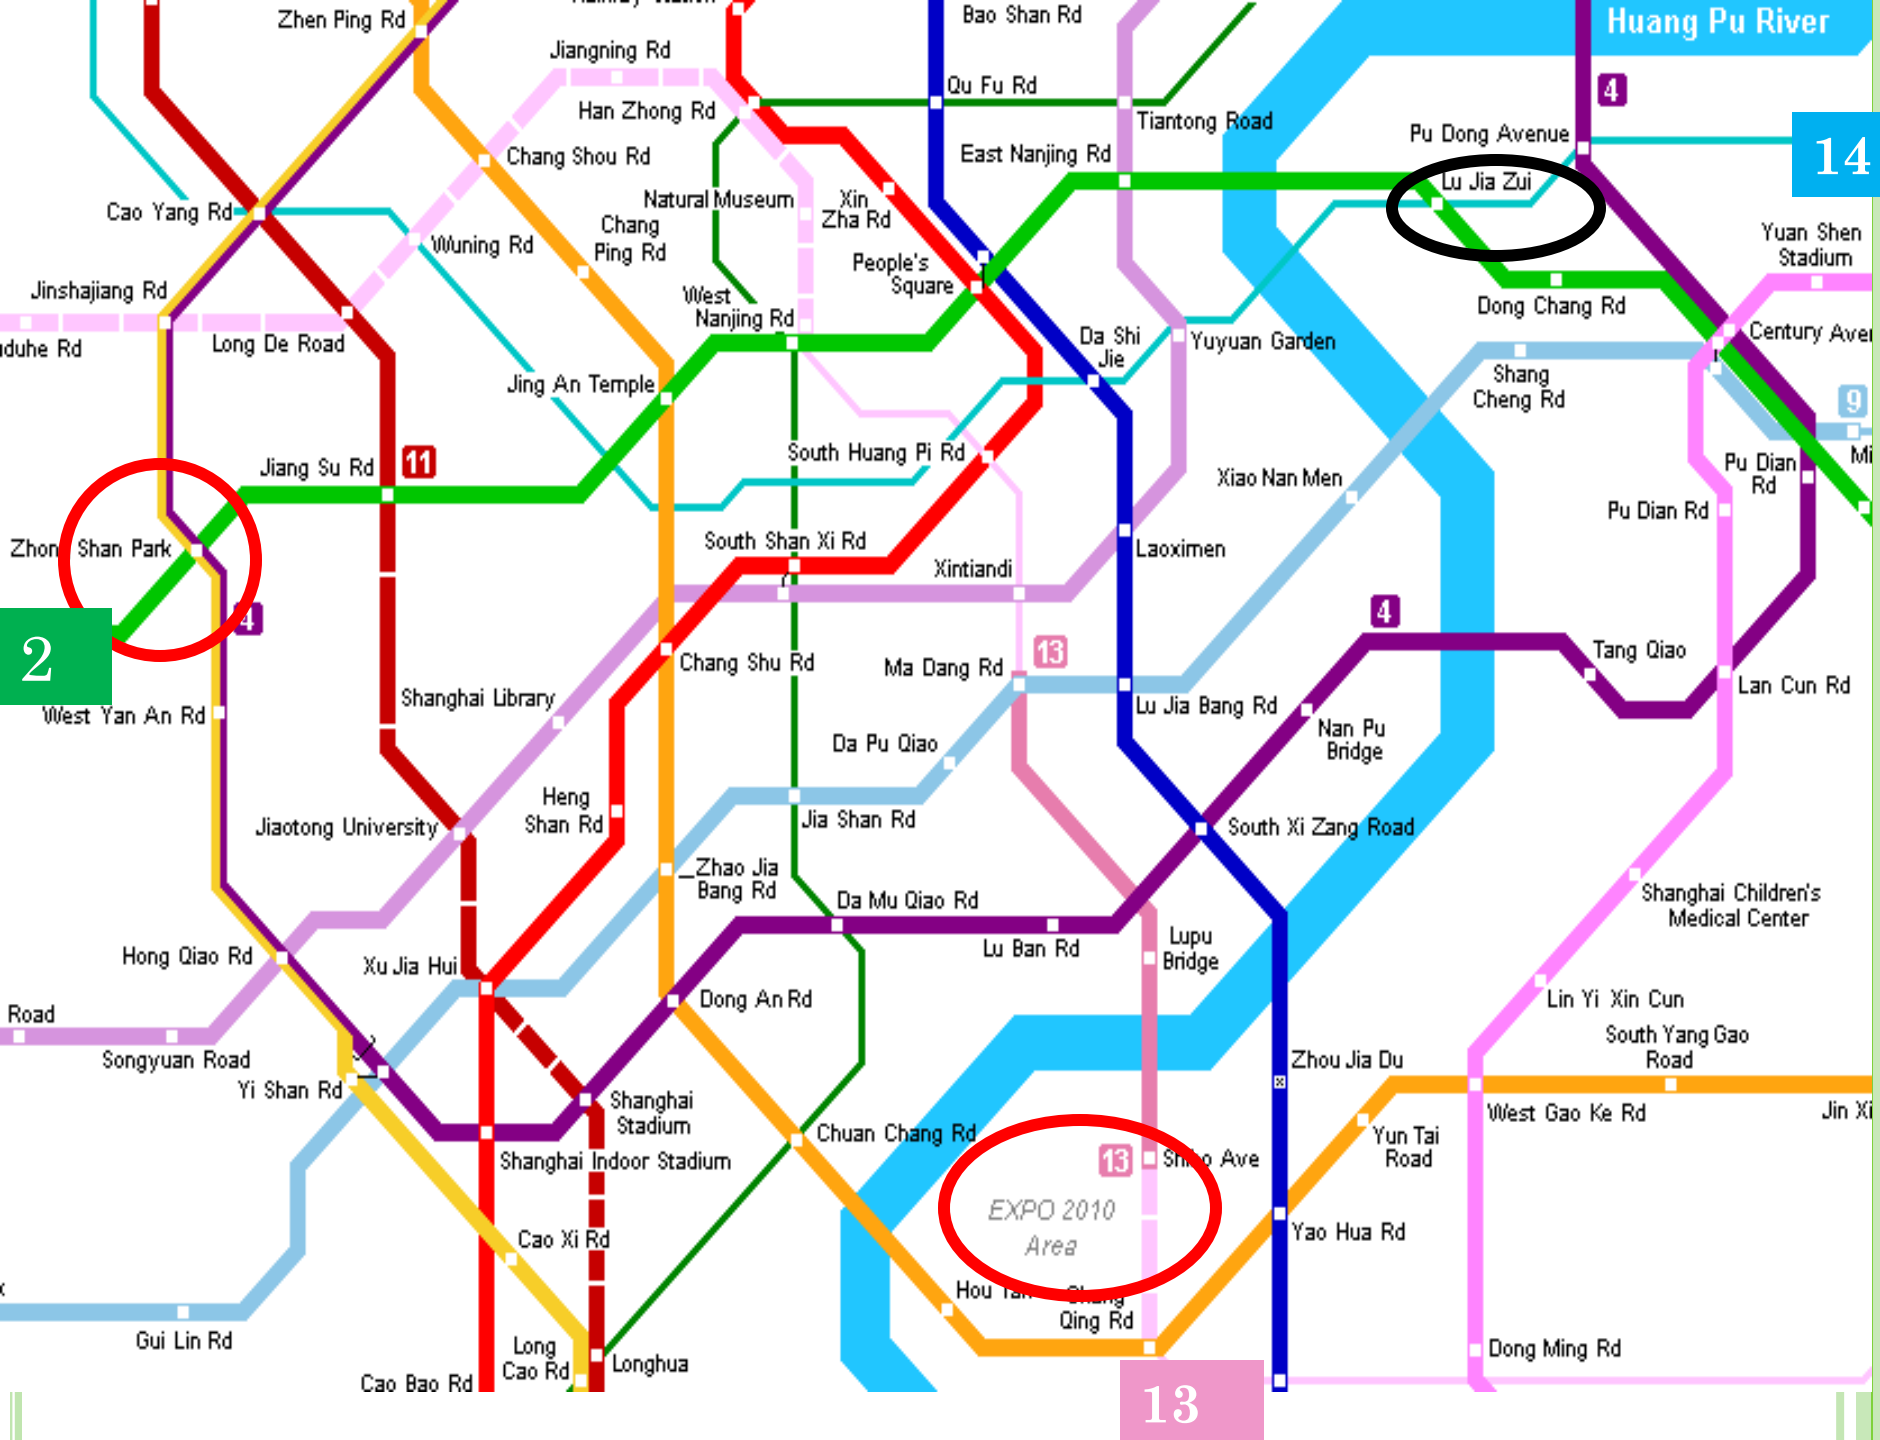 Zhen Ping Rd
Bao Shan Rd
Huang Pu River
Jiangning Rd
Qu Fu Rd
4
Han Zhong Rd
Tiantong Road
Pu Dong Avenue
14
Chang Shou Rd
East Nanjing Rd
Lu Jia Zui
Natural Museum
Xin
Zha Rd
Cao Yang Rd
Wuning Rd
Chang
Ping Rd
Yuan Shen
Stadium
People's
Square
Jinshajiang Rd
West
Nanjing Rd
Dong Chang Rd
Long De Road
Da Shi
Jie
Yuyuan Garden
Century Aven
Rd
Jing An Temple
Shang
Cheng Rd
9
South Huang Pi Rd
Jiang Su Rd
11
Xiao Nan Men
Pu Dian
Rd
Mi
Pu Dian Rd
Zhon Shan Park
South Shan Xi Rd
Laoximen
Xintiandi
4
4
2
13
Tang Qiao
Chang Shu Rd
Ma Dang Rd
Shanghai Library
Lan Cun Rd
West Yan An Rd
Lu Jia Bang Rd
Nan Pu
Bridge
Da Pu Qiao
Heng
Shan Rd
Jia Shan Rd
Jiaotong University
South Xi Zang Road
Zhao Jia
Bang Rd
Da Mu Qiao Rd
Shanghai Children's
Medical Center
Lu Ban Rd
Lupu
Bridge
Hong Qiao Rd
Xu Jia Hui
Dong An Rd
Lin Yi Xin Cun
Road
South Yang Gao
Road
Songyuan Road
Zhou Jia Du
Yi Shan Rd
Shanghai
Stadium
West Gao Ke Rd
Jin Xi
Chuan Chang Rd
Yun Tai
Road
Shanghai Indoor Stadium
13
Shibo Ave
EXPO 2010
Area
Cao Xi Rd
Yao Hua Rd
Hou Tan
Chang
Qing Rd
Gui Lin Rd
Long
Cao Rd
Longhua
Dong Ming Rd
Cao Bao Rd
13